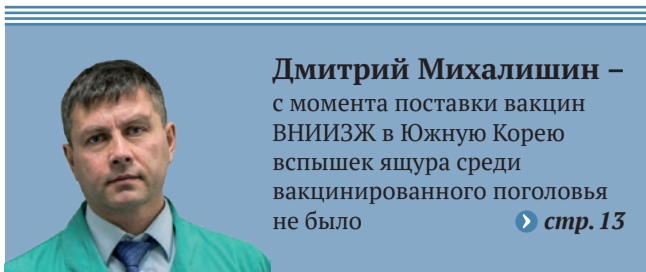 Дмитрий Михалишин –
с момента поставки вакцин
ВНИИЗЖ в Южную Корею
вспышек ящура среди
вакцинированного поголовья
не было стр. 13